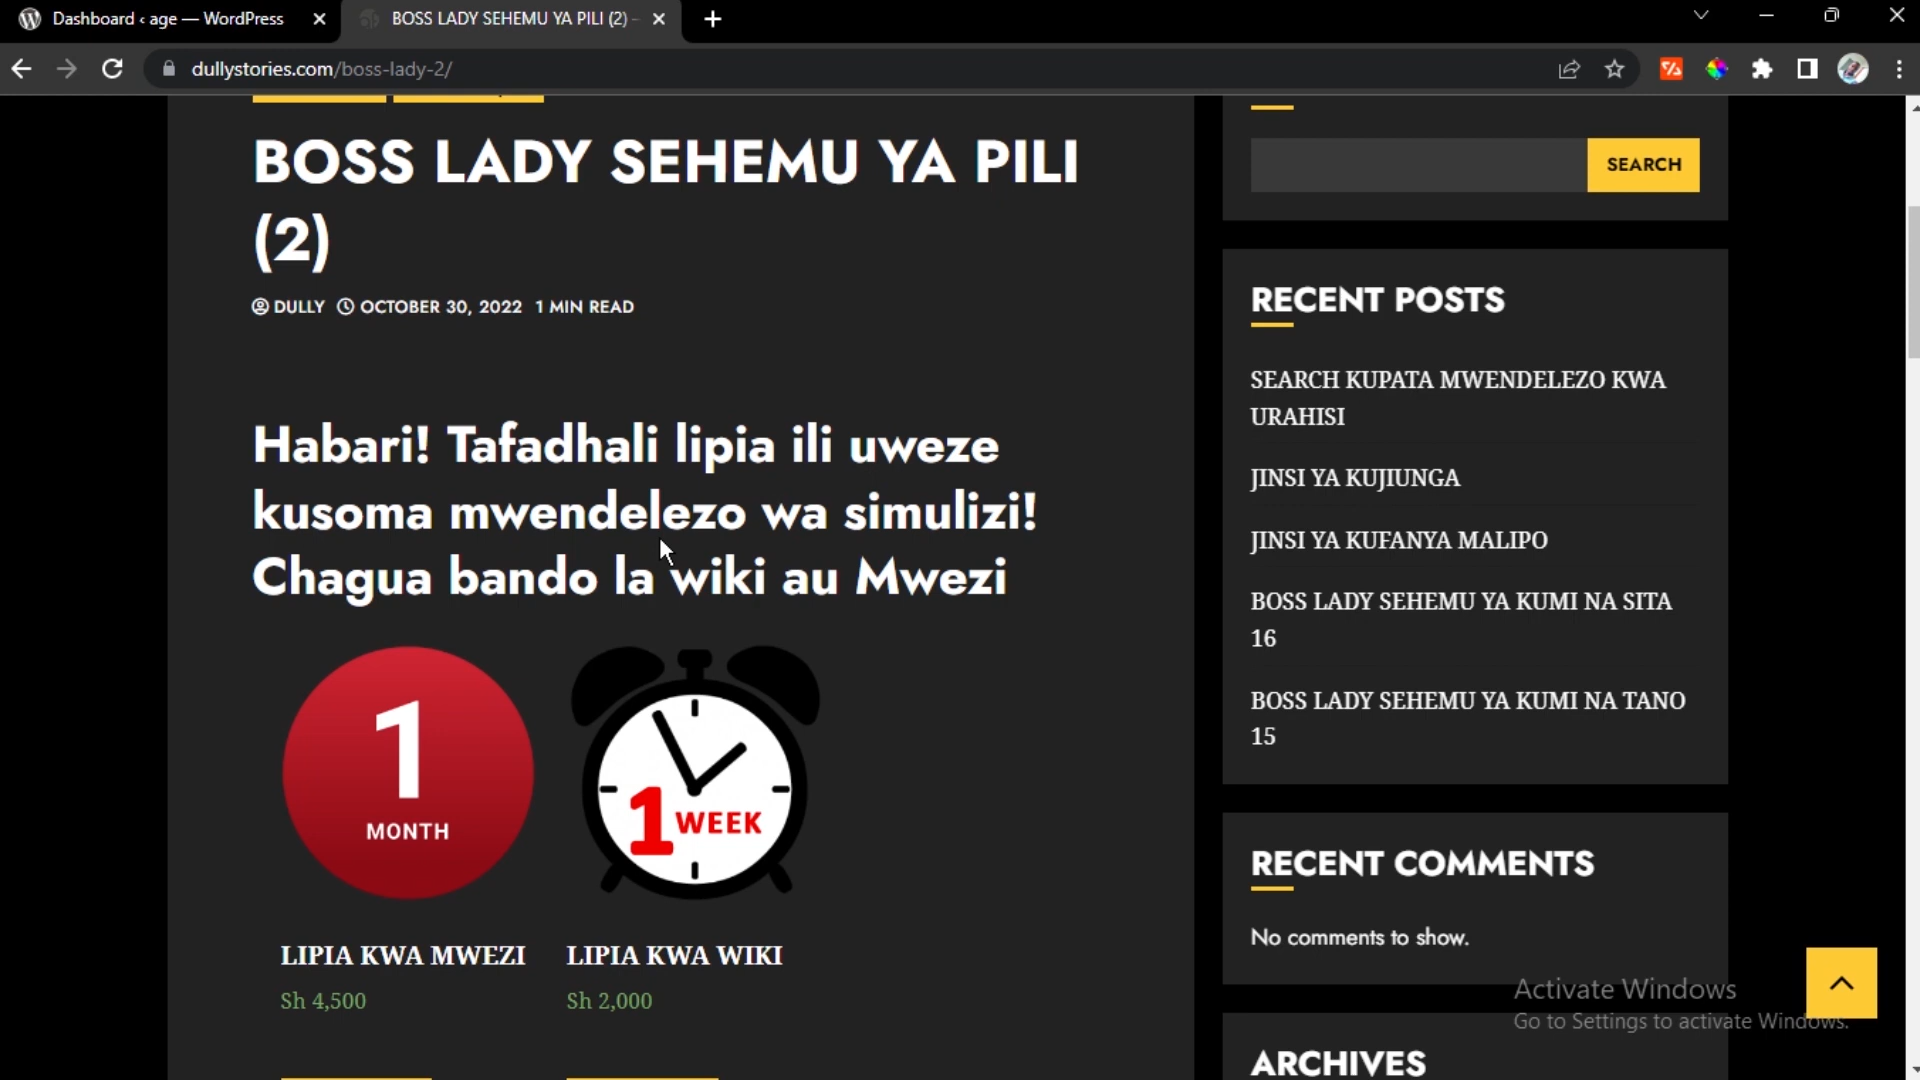 Dashboard ‹ age — WordPress
BOSS LADY SEHEMU YA PILI (2) -
dullystories.com/boss-lady-2/
BOSS LADY SEHEMU YA PILI
(2)
DULLY OCTOBER 30, 2022 1 MIN READ
Habari! Tafadhali lipia ili uweze
kusoma mwendelezo wa simulizi!
Chagua bando la wiki au Mwezi
1
MONTH
1 WEEK
LIPIA KWA MWEZI
Sh 4,500
LIPIA KWA WIKI
Sh 2,000
SEARCH
RECENT POSTS
SEARCH KUPATA MWENDELEZO KWA
URAHISI
JINSI YA KUJIUNGA
JINSI YA KUFANYA MALIPO
BOSS LADY SEHEMU YA KUMI NA SITA
16
BOSS LADY SEHEMU YA KUMI NA TANO
15
RECENT COMMENTS
No comments to show.
Activate Windows
Go to Settings to activate Windows.
ARCHIVES